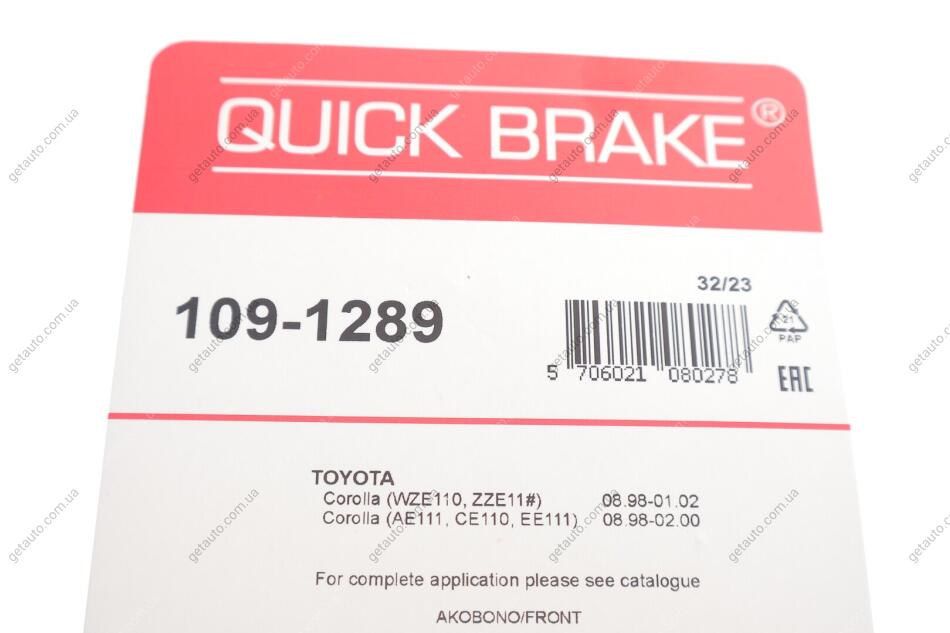 QUICK BRAKE®
32/23
109-1289
21
PAP
5 706021 080278
EAC
TOYOTA
Corolla (WZE110, ZZE11#) 08.98-01.02
Corolla (AE111, CE110, EE111) 08.98-02.00
For complete application please see catalogue
AKOBONO/FRONT
getauto.com.ua